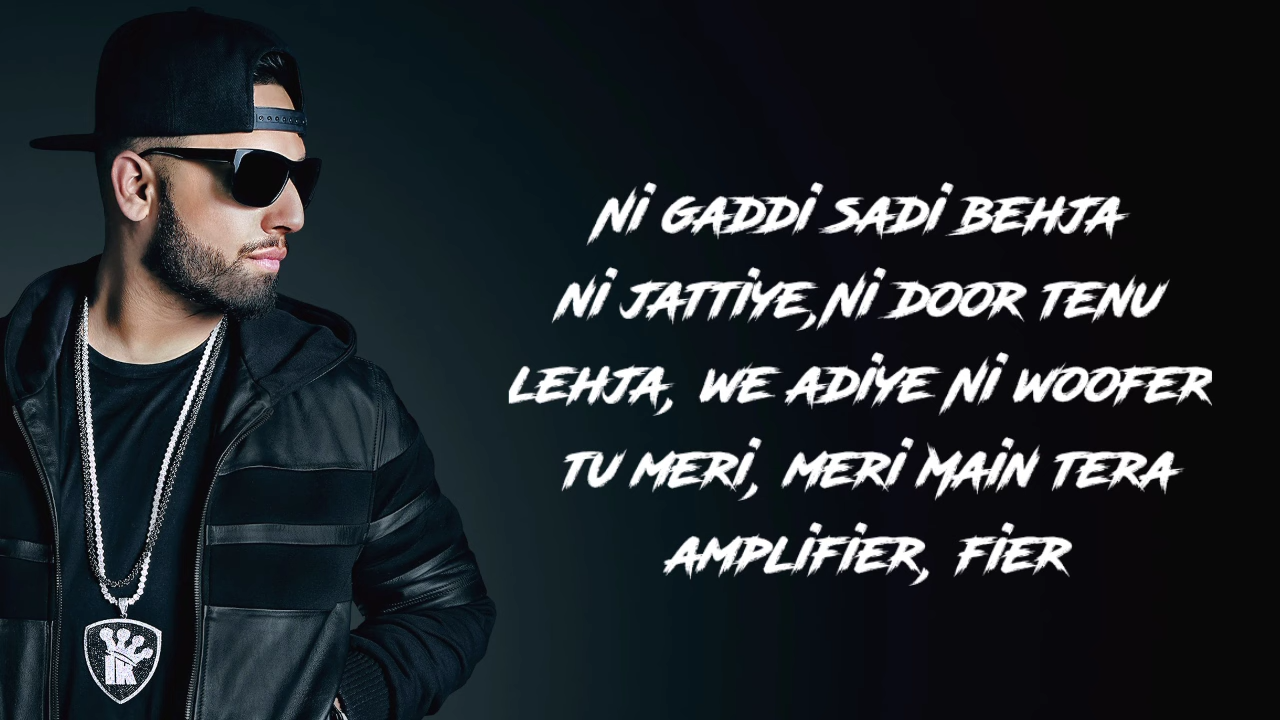 NI GADDI SADI BEHJA
NI JATTIYE,NI DOOR TENU
LEHJA, WE ADIYE NI WOOFER
TU MERI, MERI MAIN TERA
AMPLIFIER, FIER
IK